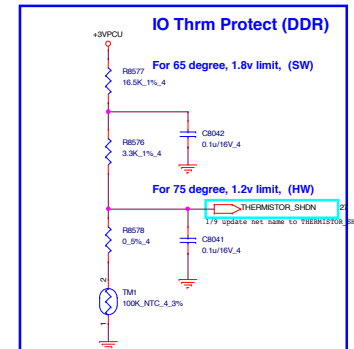 IO Thrm Protect (DDR)
+3VPCU
For 65 degree, 1.8v limit, (SW)
R8577
16.5K_1%_4
C8042
0.1u/16V_4
R8576
3.3K_1%_4
For 75 degree, 1.2v limit, (HW)
THERMISTOR_SHDN 27
1/9 update net name to THERMISTOR_SH
R8578
0_5%_4
C8041
0.1u/16V_4
2
TM1
100K_NTC_4_3%
1